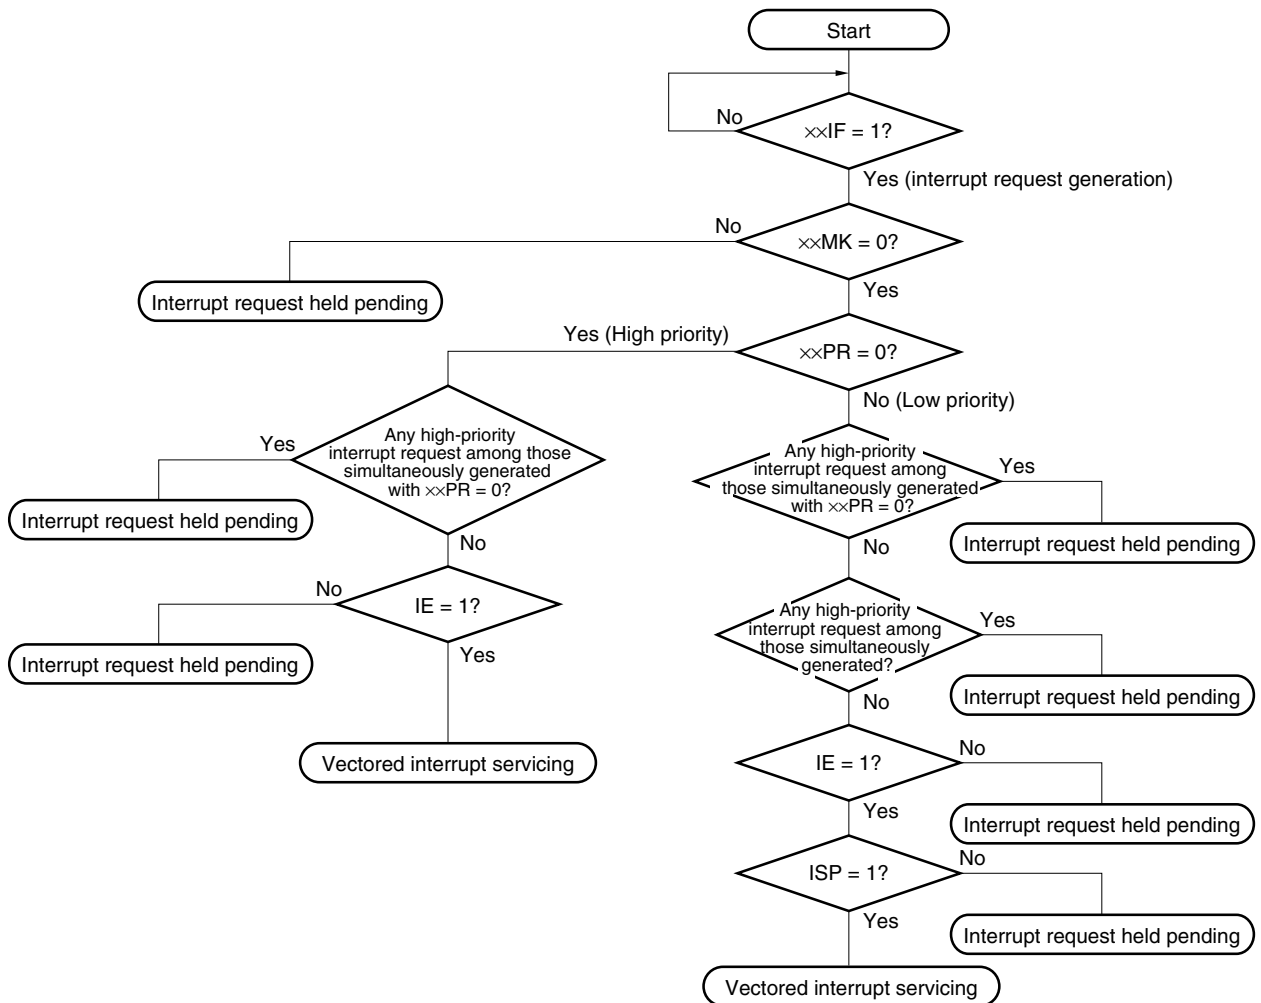 Start
No
××IF = 1?
Yes (interrupt request generation)
No
××MK = 0?
Interrupt request held pending
Yes
Yes (High priority)
××PR = 0?
No (Low priority)
Yes
Any high-priority
interrupt request among those
simultaneously generated
with ××PR = 0?
Any high-priority
interrupt request among
those simultaneously generated
with ××PR = 0?
Yes
Interrupt request held pending
Interrupt request held pending
No
No
No
IE = 1?
Any high-priority
interrupt request among
those simultaneously
generated?
Yes
Interrupt request held pending
Yes
Interrupt request held pending
No
Vectored interrupt servicing
IE = 1?
No
Yes
Interrupt request held pending
ISP = 1?
No
Yes
Interrupt request held pending
Vectored interrupt servicing